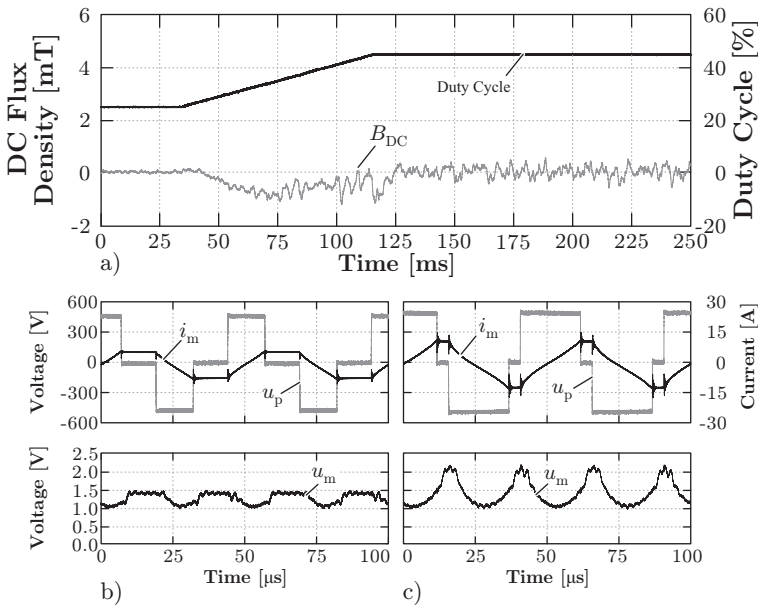 6
4
2
0
-2
DC Flux
Density [mT]
60
40
20
0
-20
Duty Cycle [%]
Duty Cycle
B_DC
0 25 50 75 100 125 150 175 200 225 250
Time [ms]
a)
600
300
0
-300
-600
Voltage [V]
i_m
u_p
i_m
u_p
30
15
0
-15
-30
Current [A]
2.5
2.0
1.5
1.0
0.5
0.0
Voltage [V]
u_m
u_m
0 25 50 75 100
Time [µs]
b)
0 25 50 75 100
Time [µs]
c)